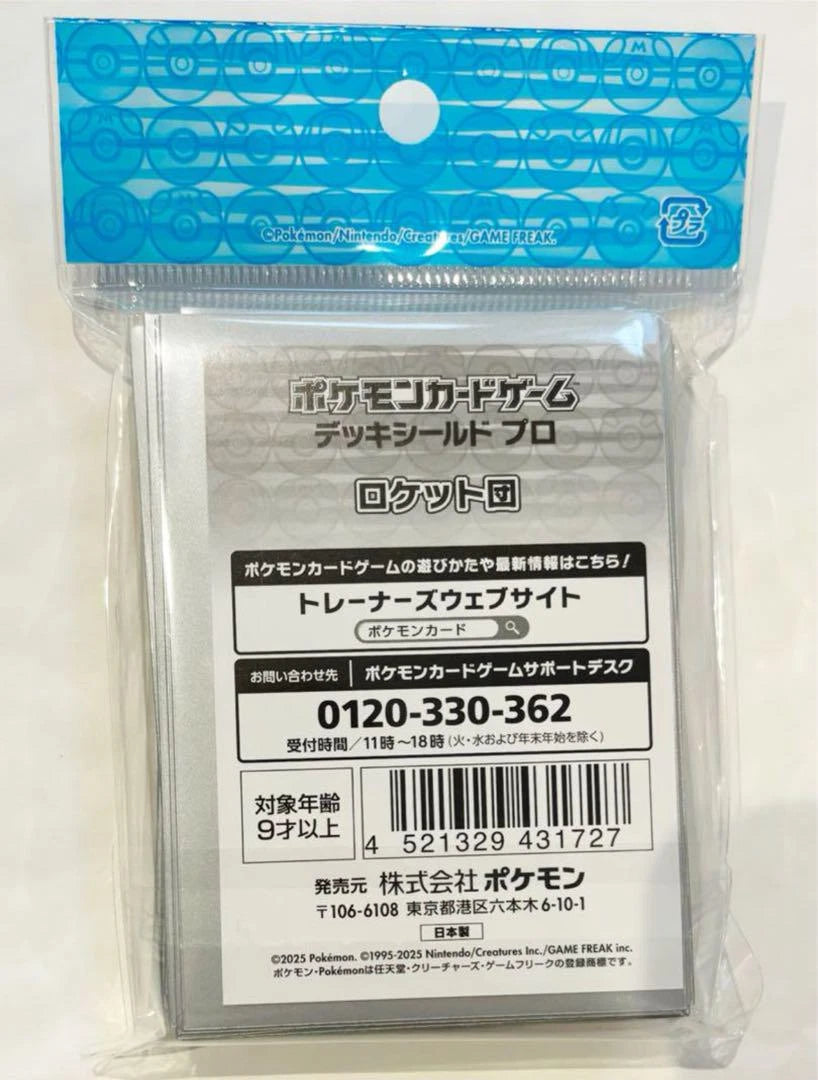 M
M
M
M
©Pokémon/Nintendo/Creatures/GAME FREAK.
プラ
ポケモンカードゲーム
デッキシールド プロ
ロケット団
ポケモンカードゲームの遊びかたや最新情報はこちら!
トレーナーズウェブサイト
ポケモンカード
お問い合わせ先 ポケモンカードゲームサポートデスク
0120-330-362
受付時間/11時~18時(火・水および年末年始を除く)
対象年齢
9才以上
4 521329 431727
発売元 株式会社ポケモン
〒106-6108 東京都港区六本木6-10-1
日本製
©2025 Pokémon. ©1995-2025 Nintendo/Creatures Inc./GAME FREAK inc.
ポケモン・Pokémonは任天堂・クリーチャーズ・ゲームフリークの登録商標です。